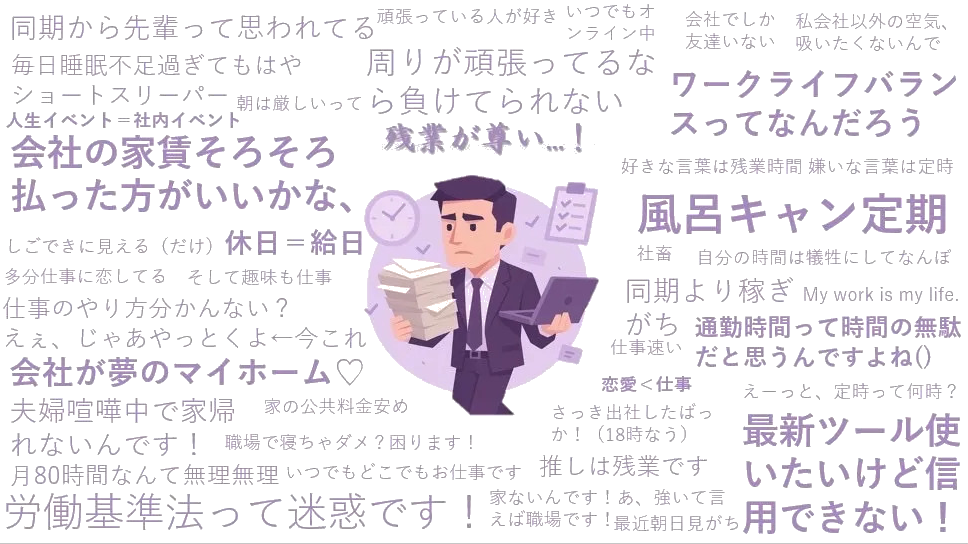 同期から先輩って思われてる
頑張っている人が好き
いつでもオ
ンライン中
会社でしか
友達いない
私会社以外の空気、
吸いたくないんで
毎日睡眠不足過ぎてもはや
ショートスリーパー
周りが頑張ってるな
ら負けてられない
朝は厳しいって
ワークライフバラン
スってなんだろう
人生イベント＝社内イベント
残業が尊い…！
会社の家賃そろそろ
払った方がいいかな、
好きな言葉は残業時間 嫌いな言葉は定時
風呂キャン定期
しごできに見える（だけ）
休日＝給日
社畜
自分の時間は犠牲にしてなんぼ
多分仕事に恋してる
そして趣味も仕事
同期より稼ぎ
がち
My work is my life.
仕事のやり方分かんない？
ええ、じゃあやっとくよ←今これ
仕事速い
通勤時間って時間の無駄
だと思うんですよね()
会社が夢のマイホーム♡
恋愛＜仕事
えーっと、定時って何時？
夫婦喧嘩中で家帰
れないんです！
家の公共料金安め
さっき出社したばっ
か！（18時なう）
最新ツール使
いたいけど信
用できない！
職場で寝ちゃダメ？困ります！
月80時間なんて無理無理
いつでもどこでもお仕事です
推しは残業です
労働基準法って迷惑です！
家ないんです！あ、強いて言
えば職場です！
最近朝日見がち